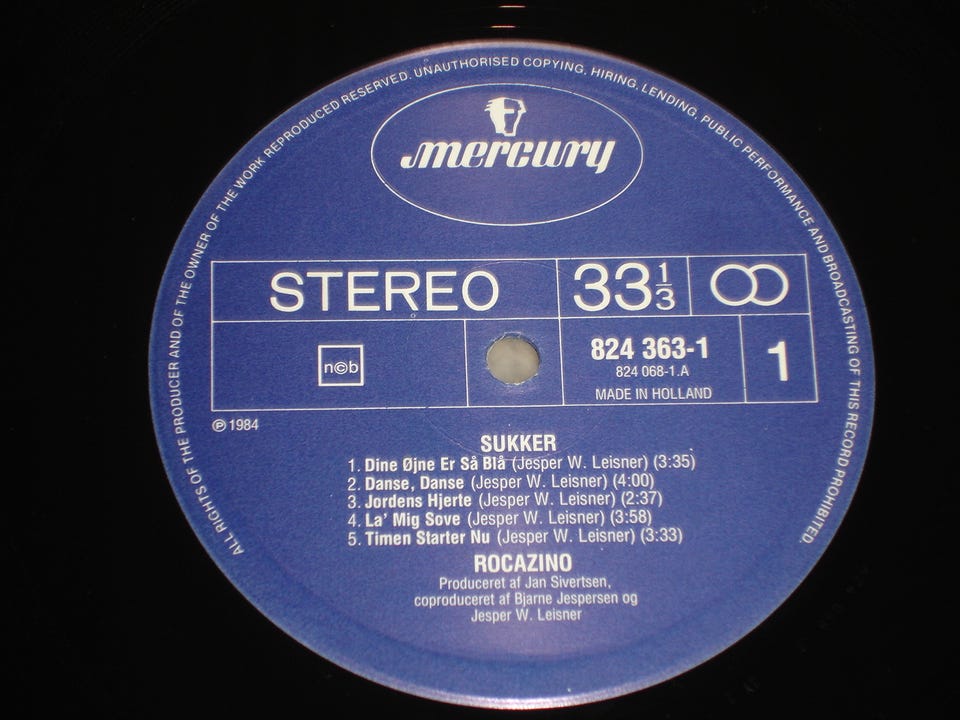 ALL RIGHTS OF THE PRODUCER AND OF THE OWNER OF THE WORK REPRODUCED RESERVED. UNAUTHORISED COPYING, HIRING, LENDING, PUBLIC PERFORMANCE AND BROADCASTING OF THIS RECORD PROHIBITED.
mercury
STEREO 33 1/3
n©b 824 363-1 1
824 068-1.A
MADE IN HOLLAND
℗ 1984
SUKKER
1. Dine Øjne Er Så Blå (Jesper W. Leisner) (3:35)
2. Danse, Danse (Jesper W. Leisner) (4:00)
3. Jordens Hjerte (Jesper W. Leisner) (2:37)
4. La' Mig Sove (Jesper W. Leisner) (3:58)
5. Timen Starter Nu (Jesper W. Leisner) (3:33)
ROCAZINO
Produceret af Jan Sivertsen,
coproduceret af Bjarne Jespersen og
Jesper W. Leisner